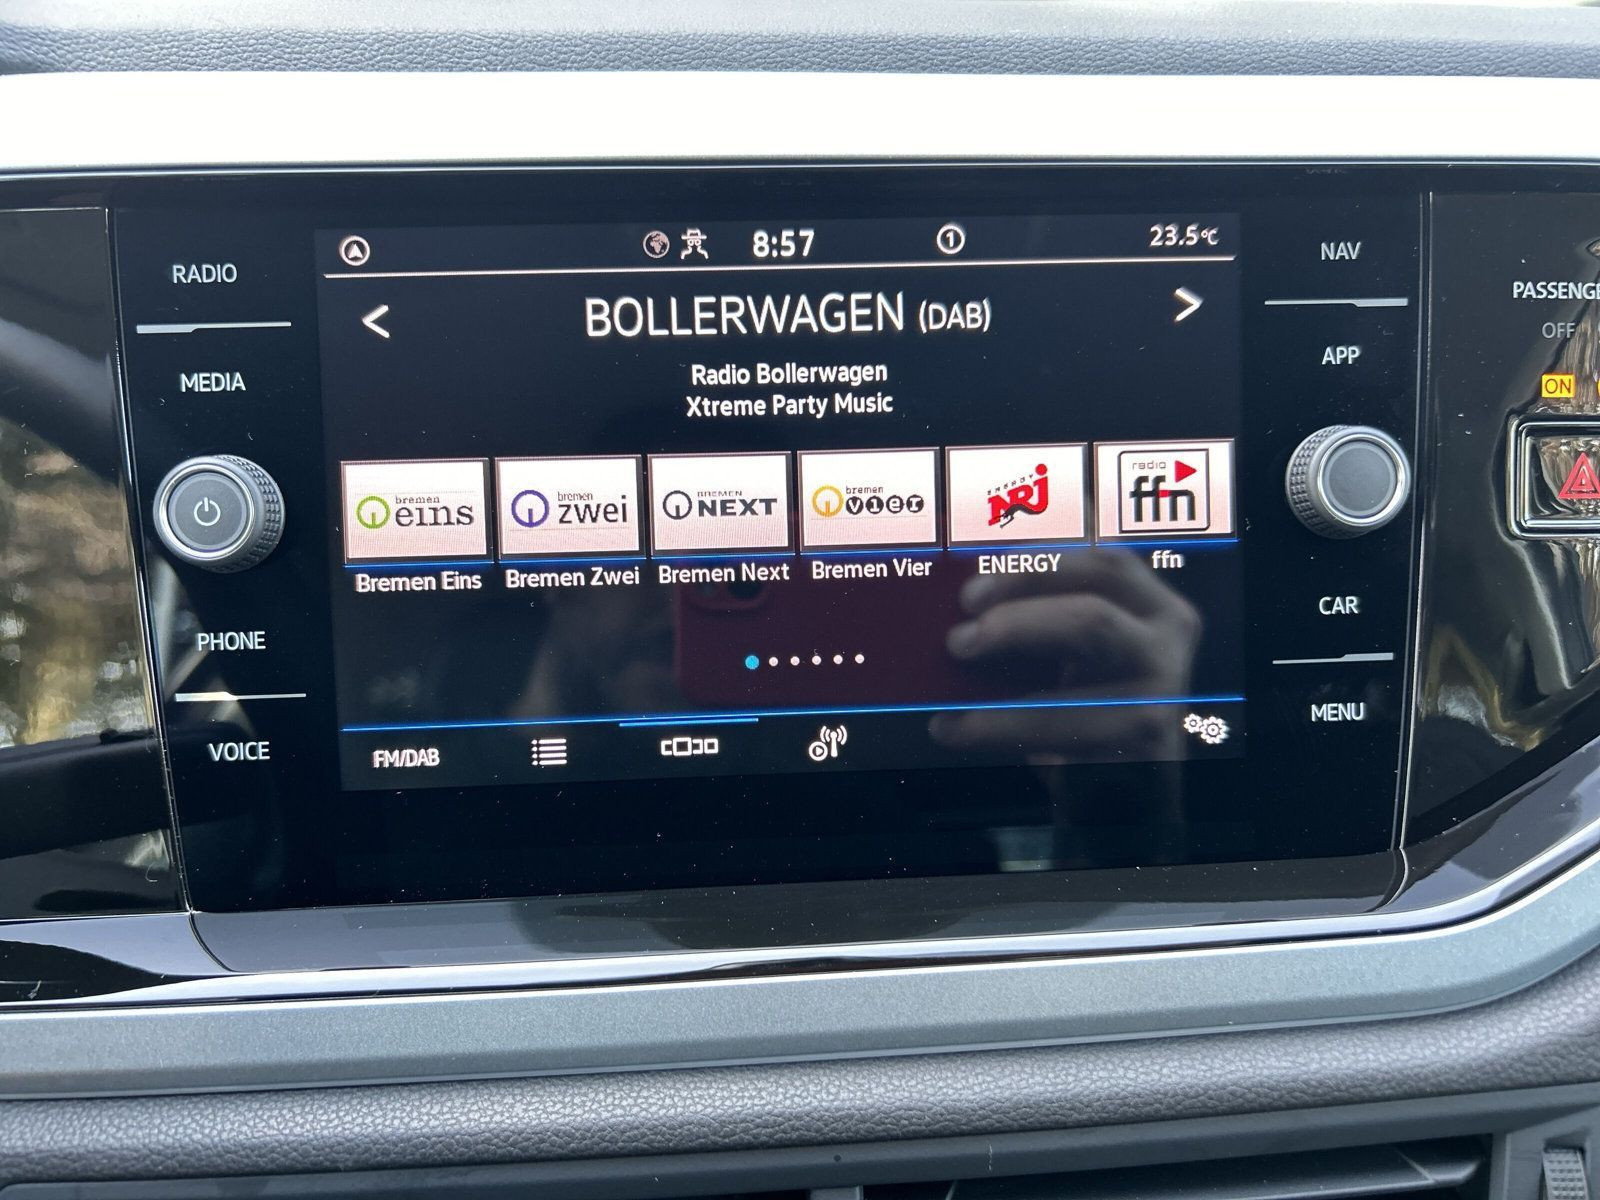 RADIO
MEDIA
PHONE
VOICE
8:57
1
23.5°C
BOLLERWAGEN (DAB)
Radio Bollerwagen
Xtreme Party Music
bremen eins
bremen zwei
BREMEN NEXT
bremen vier
ENERGY NRJ
radio ffn
Bremen Eins
Bremen Zwei
Bremen Next
Bremen Vier
ENERGY
ffn
FM/DAB
NAV
APP
CAR
MENU
OFF
ON